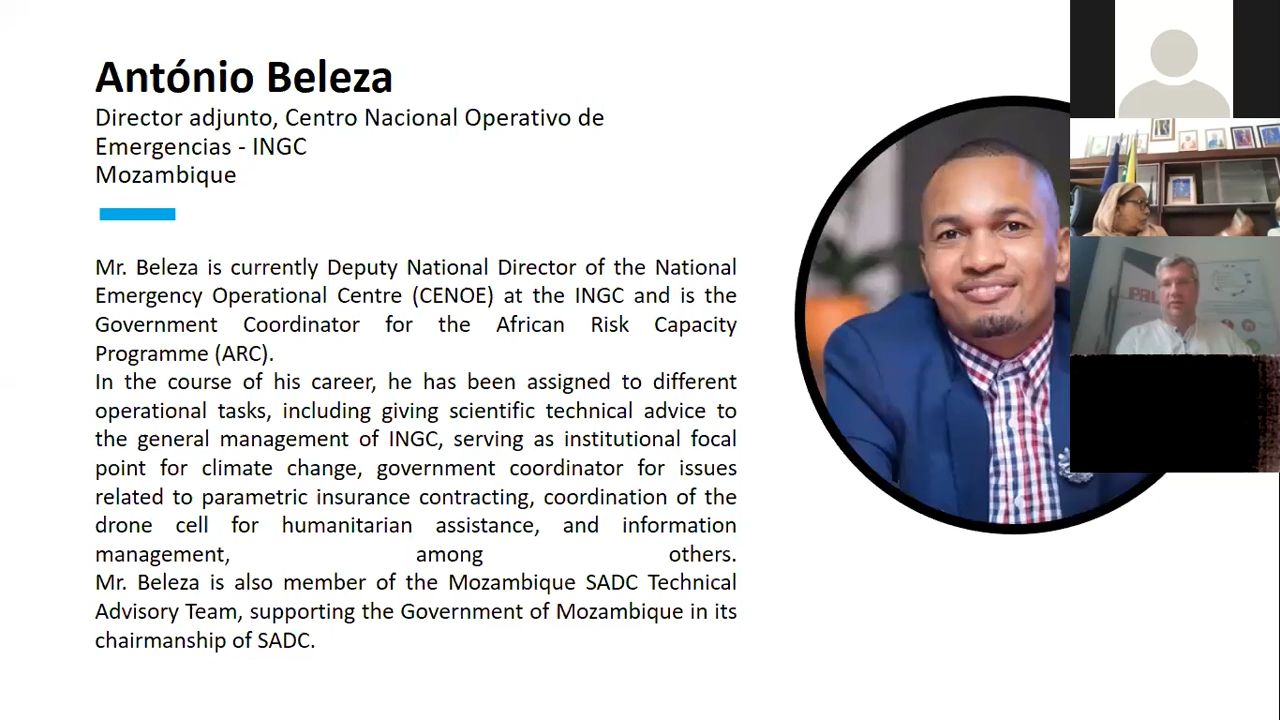 António Beleza
Director adjunto, Centro Nacional Operativo de
Emergencias - INGC
Mozambique
Mr. Beleza is currently Deputy National Director of the National
Emergency Operational Centre (CENOE) at the INGC and is the
Government Coordinator for the African Risk Capacity
Programme (ARC).
In the course of his career, he has been assigned to different
operational tasks, including giving scientific technical advice to
the general management of INGC, serving as institutional focal
point for climate change, government coordinator for issues
related to parametric insurance contracting, coordination of the
drone cell for humanitarian assistance, and information
management, among others.
Mr. Beleza is also member of the Mozambique SADC Technical
Advisory Team, supporting the Government of Mozambique in its
chairmanship of SADC.